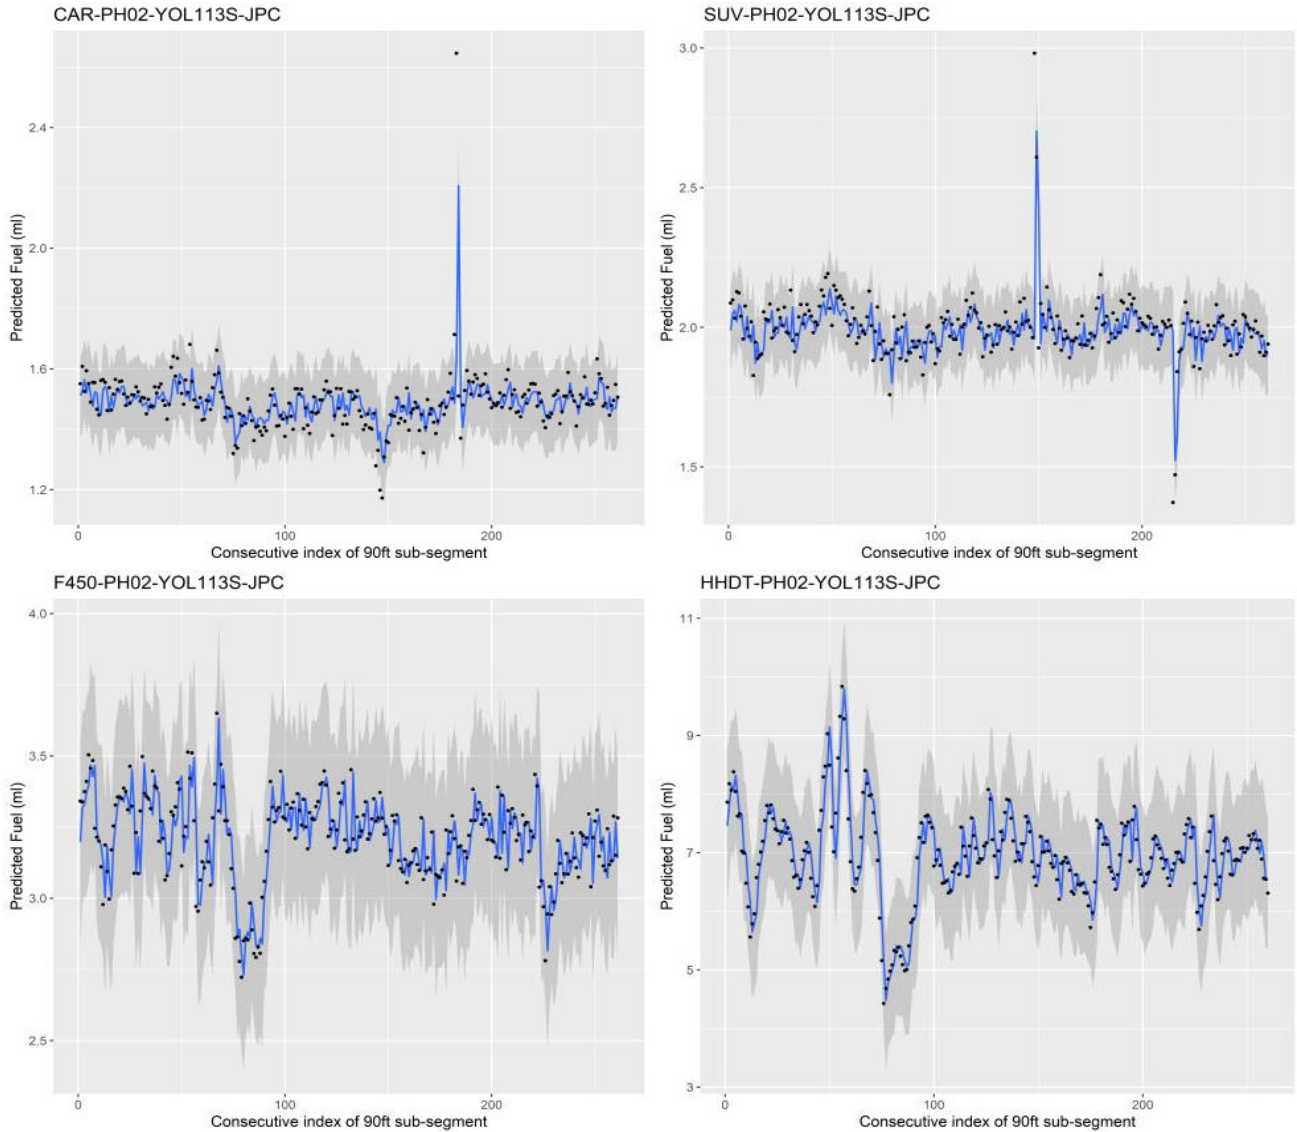 CAR-PH02-YOL113S-JPC
Predicted Fuel (ml)
2.4
2.0
1.6
1.2
0
100
200
Consecutive index of 90ft sub-segment
SUV-PH02-YOL113S-JPC
Predicted Fuel (ml)
3.0
2.5
2.0
1.5
0
100
200
Consecutive index of 90ft sub-segment
F450-PH02-YOL113S-JPC
Predicted Fuel (ml)
4.0
3.5
3.0
2.5
0
100
200
Consecutive index of 90ft sub-segment
HHDT-PH02-YOL113S-JPC
Predicted Fuel (ml)
11
9
7
5
3
0
100
200
Consecutive index of 90ft sub-segment